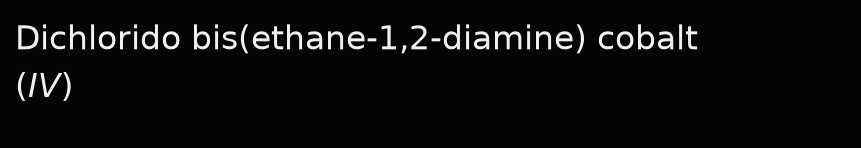 Dichlorido bis(ethane-1,2-diamine) cobalt
(IV)